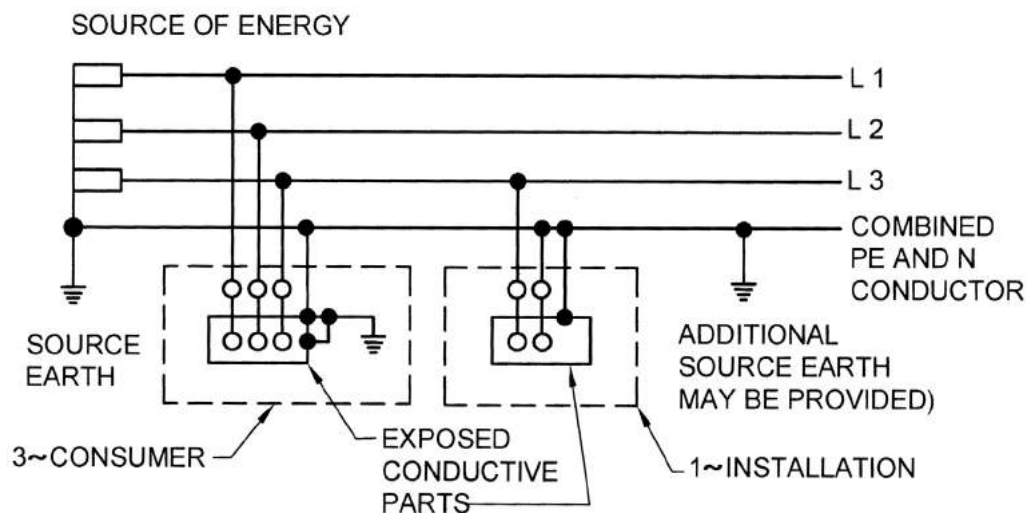 SOURCE OF ENERGY
L 1
L 2
L 3
COMBINED
PE AND N
CONDUCTOR
SOURCE
EARTH
ADDITIONAL
SOURCE EARTH
MAY BE PROVIDED)
3~CONSUMER
EXPOSED
CONDUCTIVE
PARTS
1~INSTALLATION